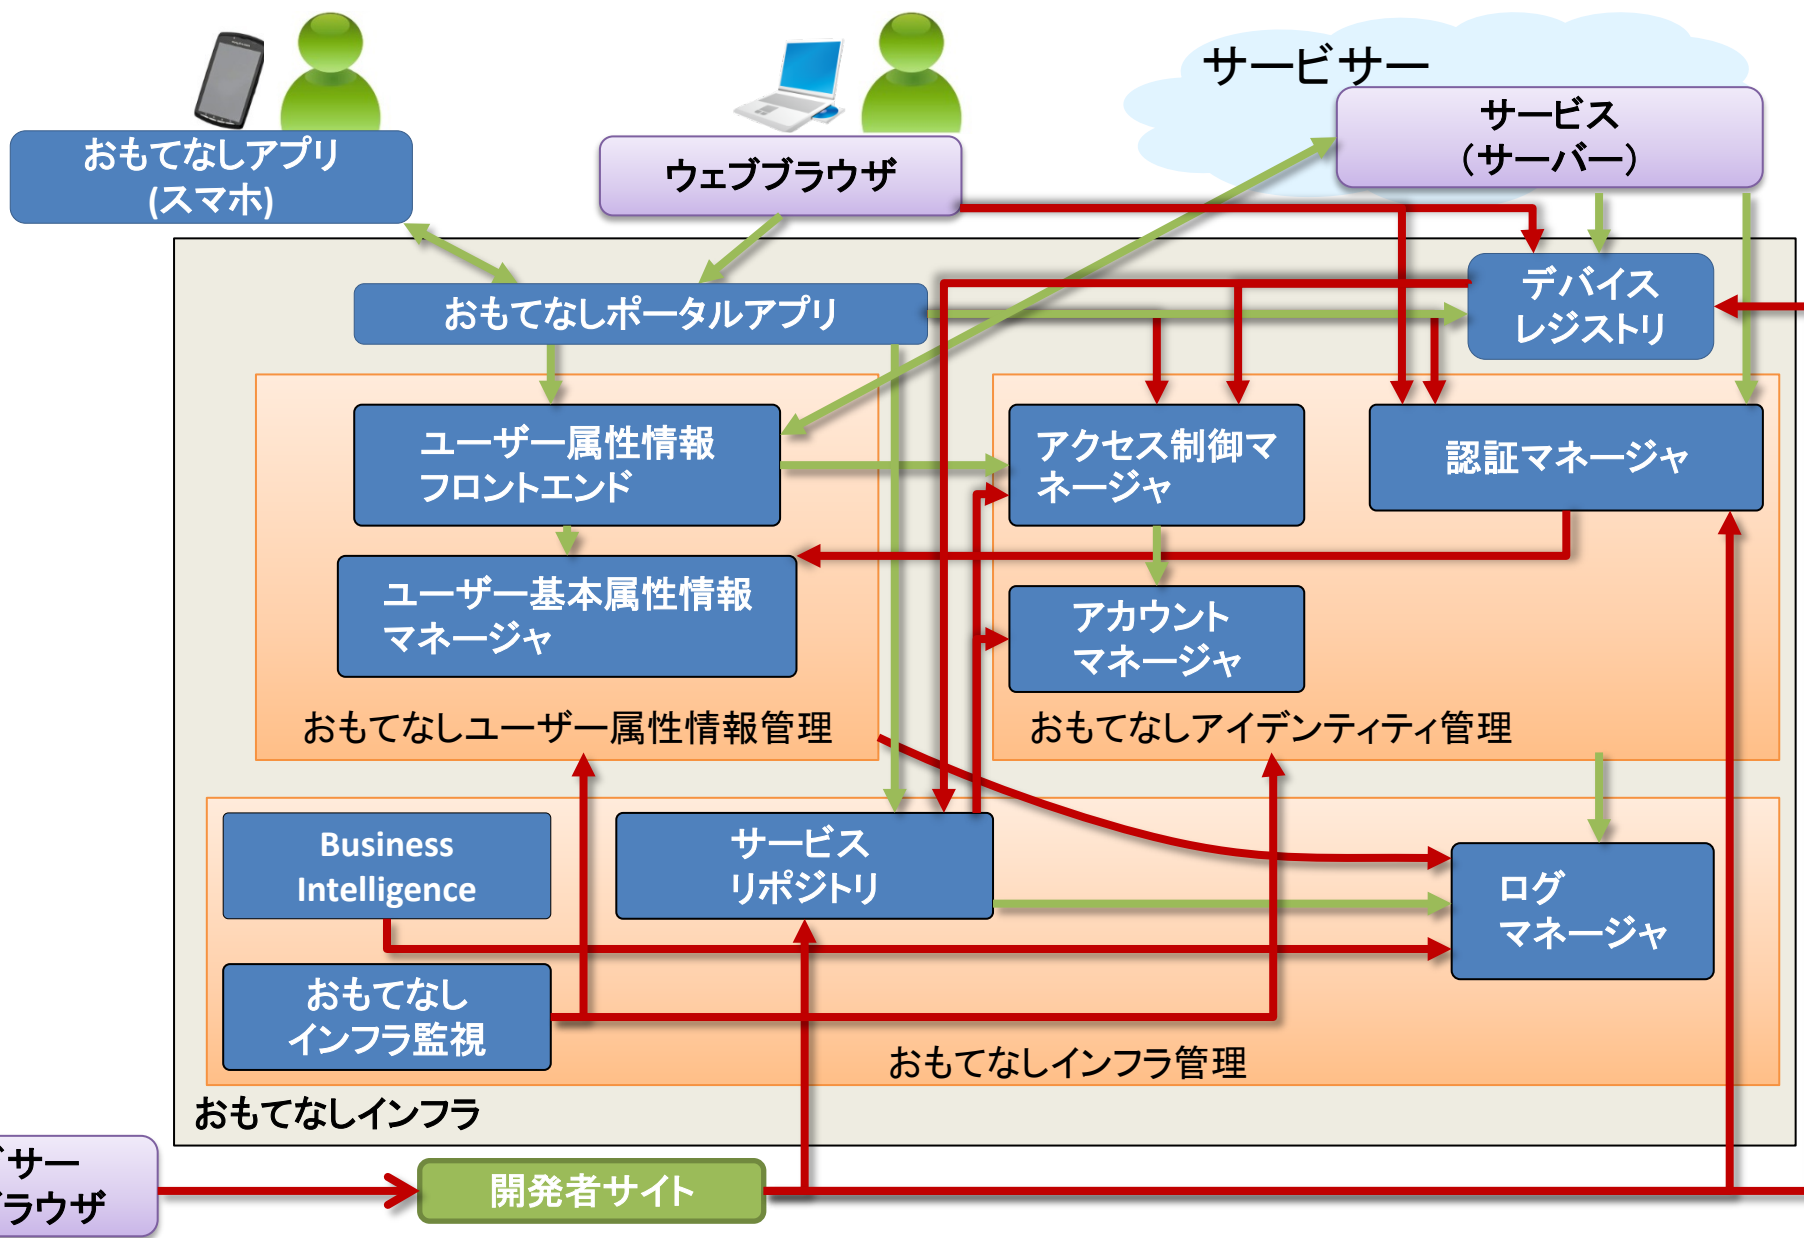 サービサー
サービス
（サーバー）
おもてなしアプリ
(スマホ)
ウェブブラウザ
デバイス
レジストリ
おもてなしポータルアプリ
ユーザー属性情報
フロントエンド
アクセス制御マ
ネージャ
認証マネージャ
ユーザー基本属性情報
マネージャ
アカウント
マネージャ
おもてなしユーザー属性情報管理
おもてなしアイデンティティ管理
Business
Intelligence
サービス
リポジトリ
ログ
マネージャ
おもてなし
インフラ監視
おもてなしインフラ管理
おもてなしインフラ
サー
ラウザ
開発者サイト